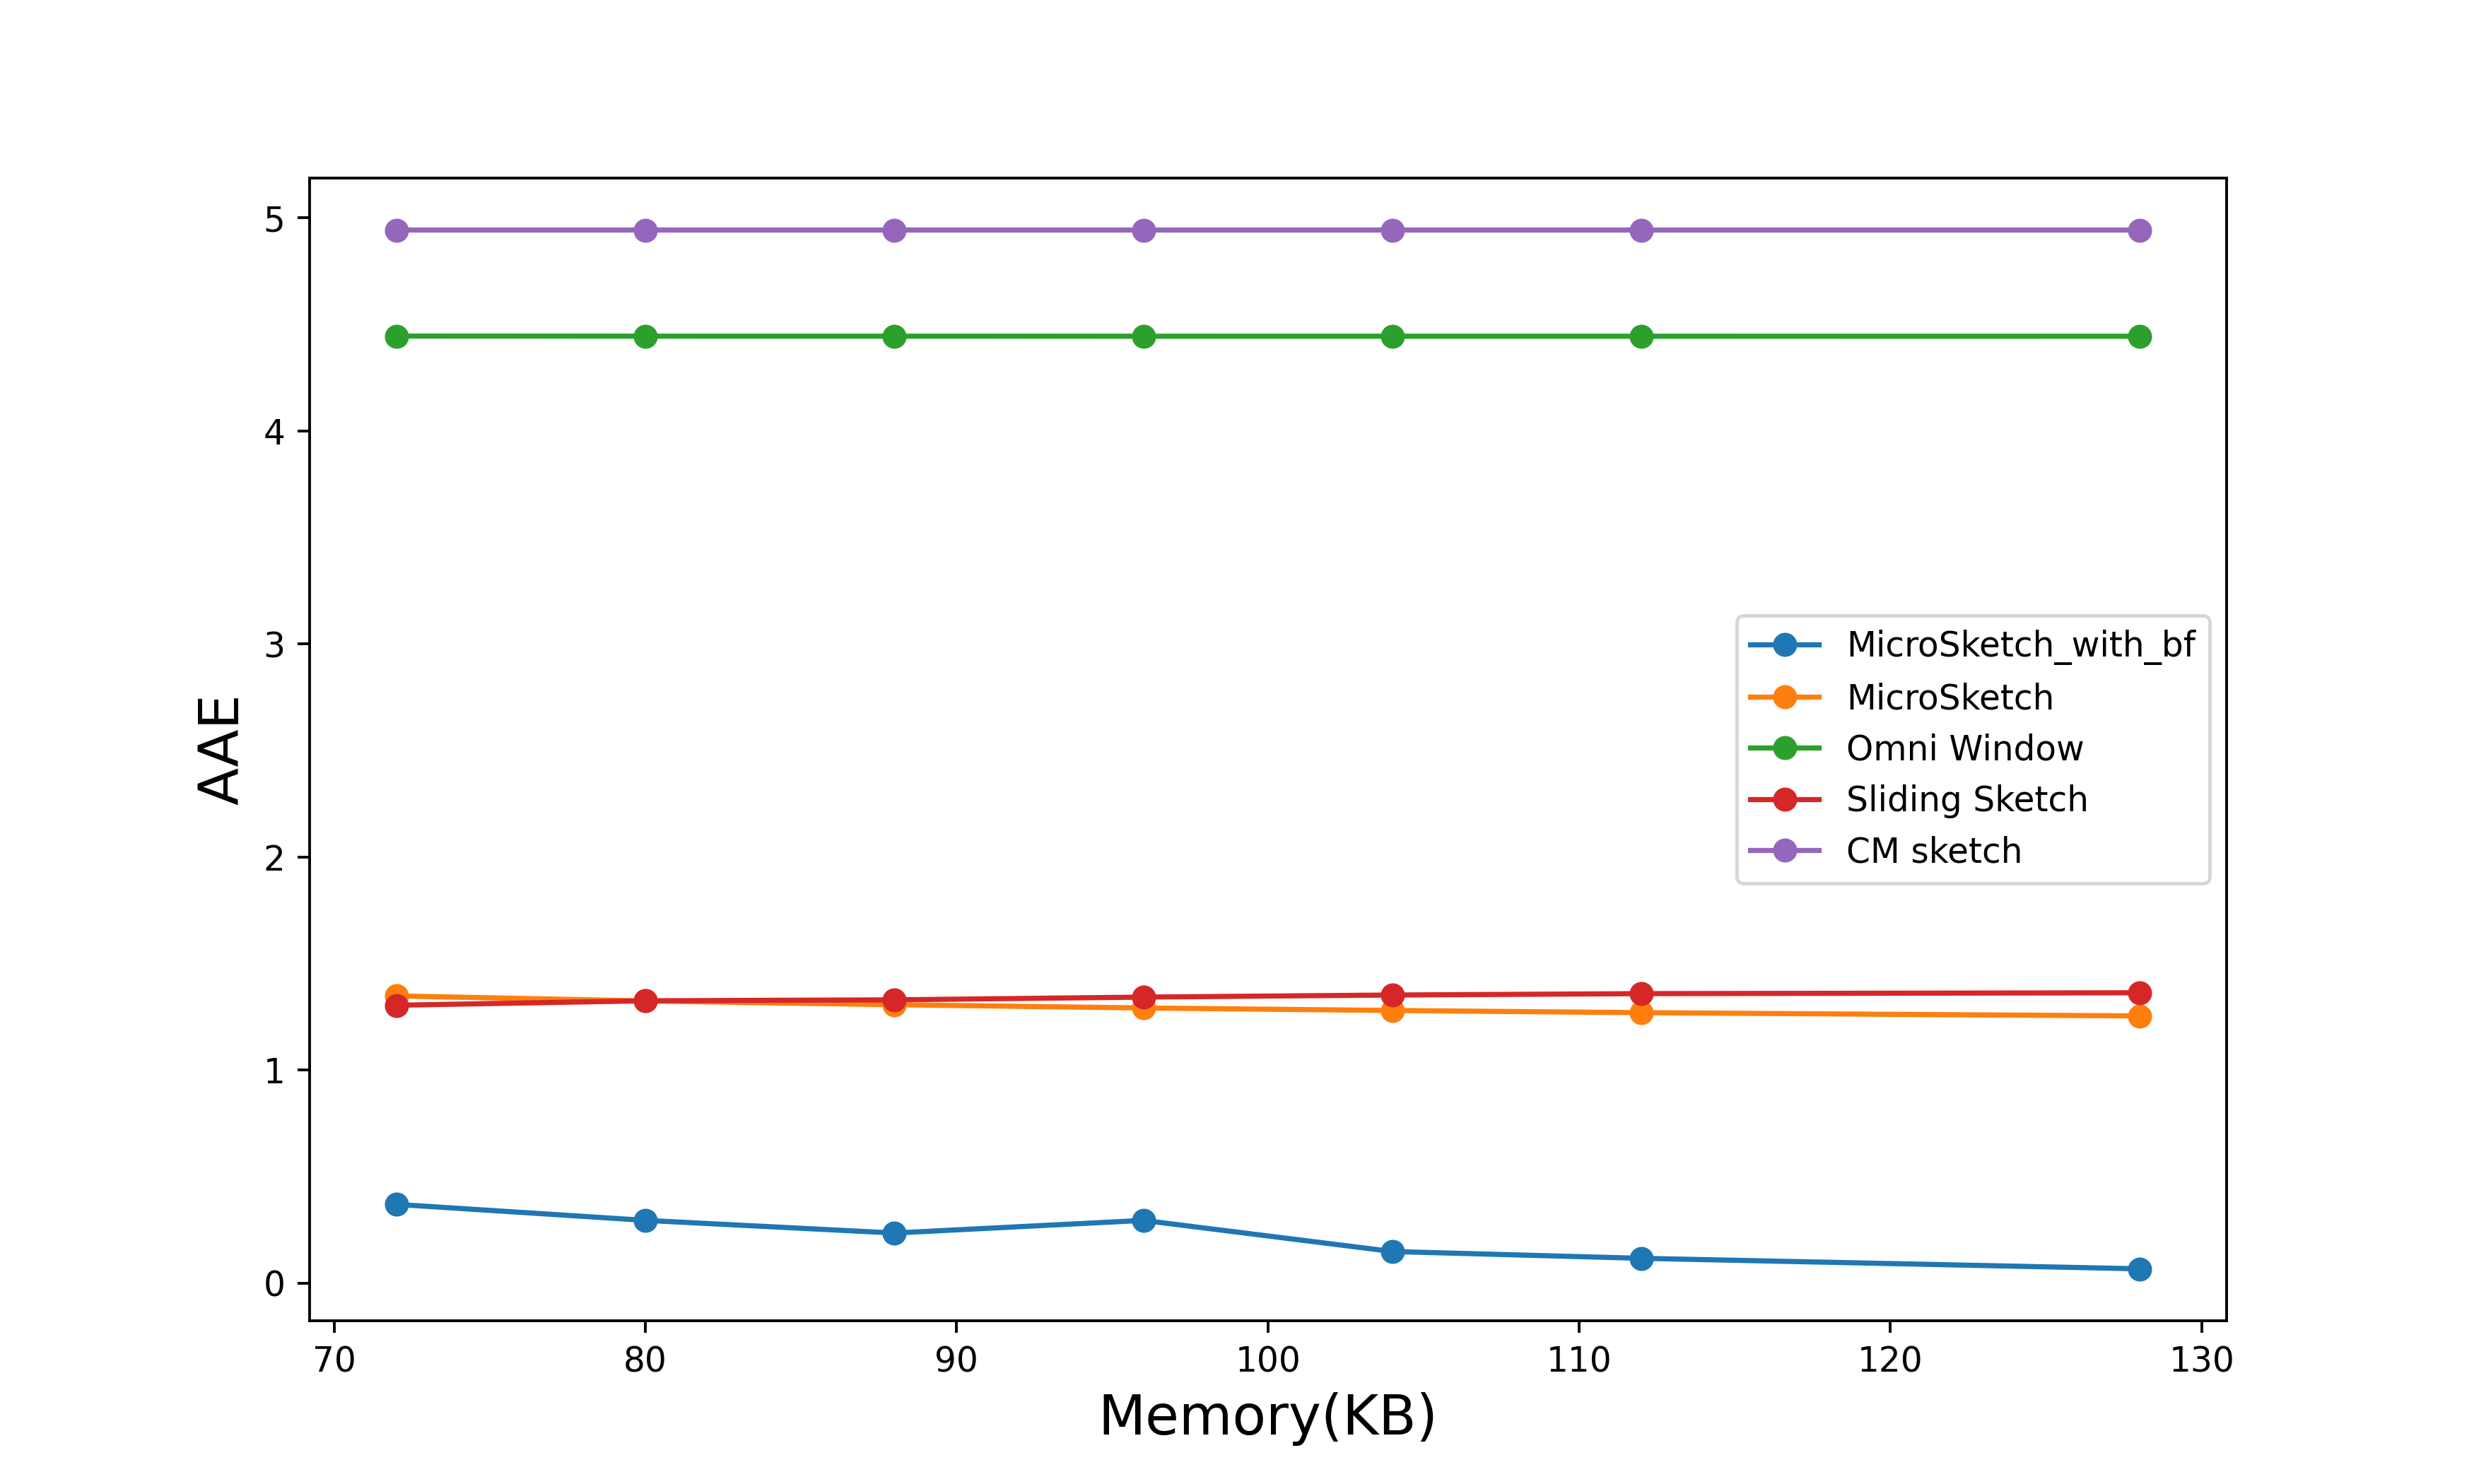 5
4
3
2
1
0
AAE
70 80 90 100 110 120 130
Memory(KB)
MicroSketch_with_bf
MicroSketch
Omni Window
Sliding Sketch
CM sketch